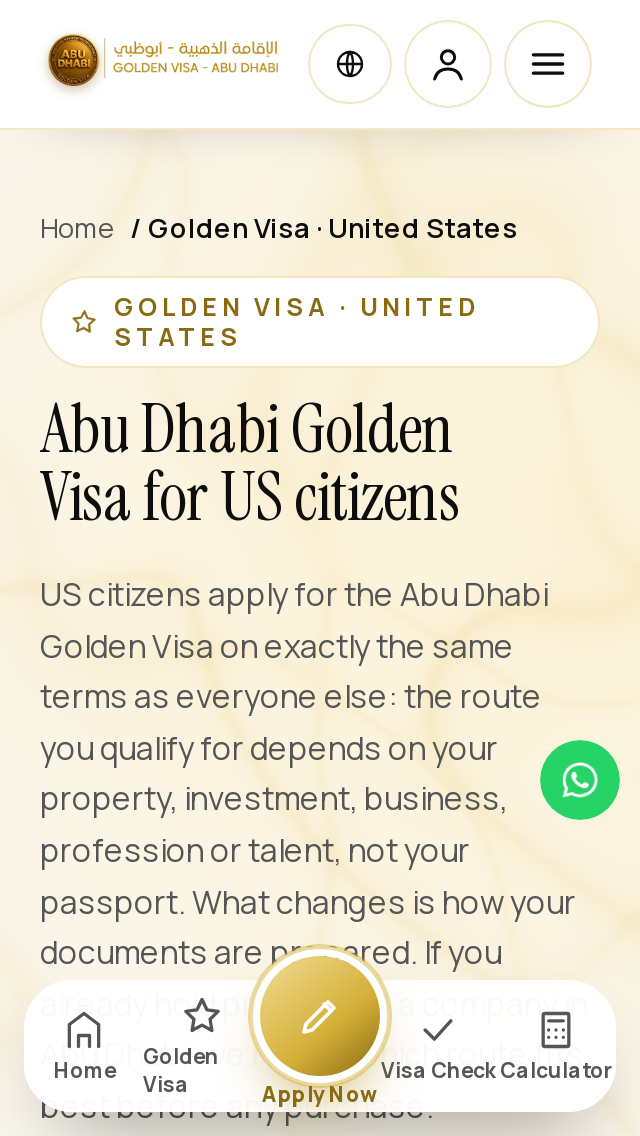 ABU DHABI
الإقامة الذهبية - أبوظبي
GOLDEN VISA - ABU DHABI
Home / Golden Visa · United States
GOLDEN VISA · UNITED
STATES
Abu Dhabi Golden
Visa for US citizens
US citizens apply for the Abu Dhabi
Golden Visa on exactly the same
terms as everyone else: the route
you qualify for depends on your
property, investment, business,
profession or talent, not your
passport. What changes is how your
documents are prepared. If you
best before any purchase.
Home
Golden
Visa
Apply Now
Visa Check
Calculator